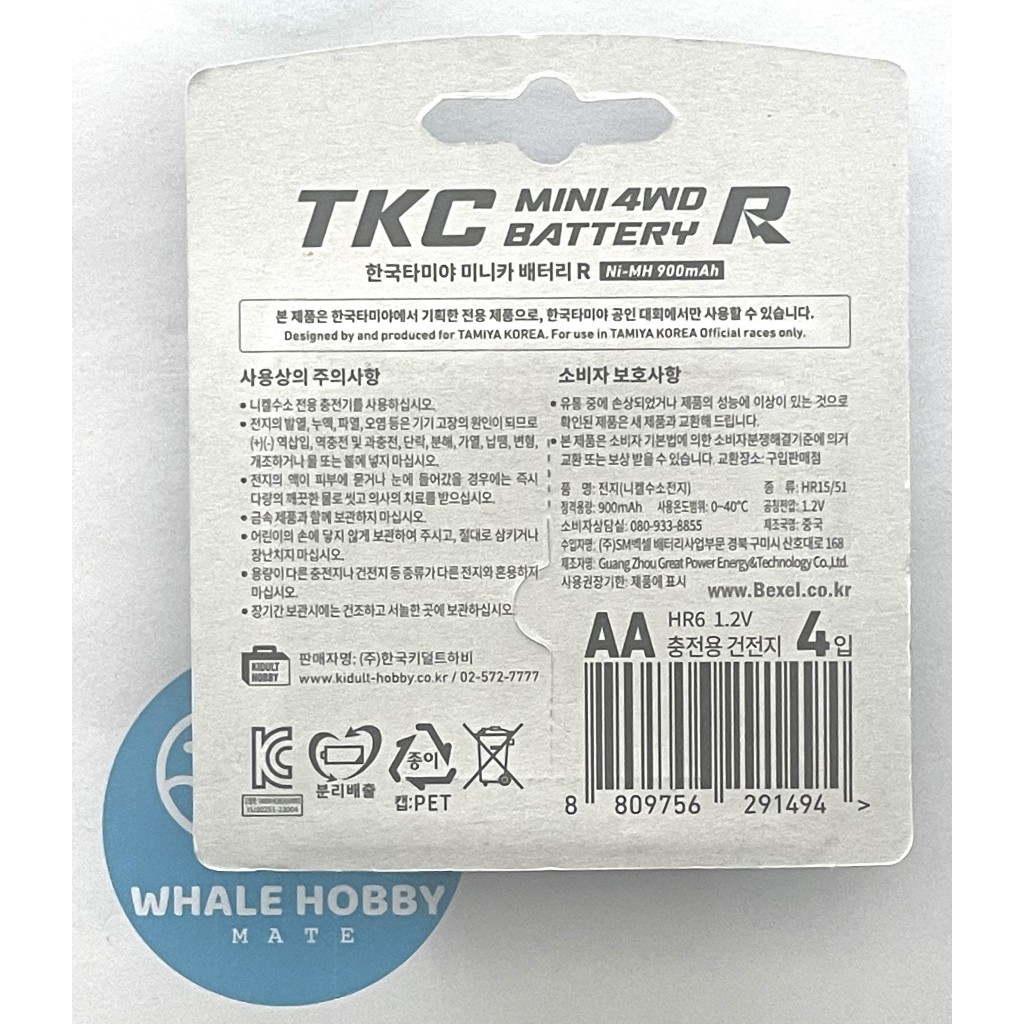 TKC MINI 4WD BATTERY R
한국타미야 미니카 배터리 R Ni-MH 900mAh
본 제품은 한국타미야에서 기획한 전용 제품으로, 한국타미야 공인 대회에서만 사용할 수 있습니다.
Designed by and produced for TAMIYA KOREA. For use in TAMIYA KOREA Official races only.
사용상의 주의사항
• 니켈수소 전용 충전기를 사용하십시오.
• 전지의 발열, 누액, 파열, 오염 등은 기기 고장의 원인이 되므로
(+)(-) 역삽입, 역충전 및 과충전, 단락, 분해, 가열, 납땜, 변형,
개조하거나 물 또는 불에 넣지 마십시오.
• 전지의 액이 피부에 묻거나 눈에 들어갔을 경우에는 즉시
다량의 깨끗한 물로 씻고 의사의 치료를 받으십시오.
• 금속 제품과 함께 보관하지 마십시오.
• 어린이의 손에 닿지 않게 보관하여 주시고, 절대로 삼키거나
장난치지 마십시오.
• 용량이 다른 충전지나 건전지 등 종류가 다른 전지와 혼용하지
마십시오.
• 장기간 보관시에는 건조하고 서늘한 곳에 보관하십시오.
소비자 보호사항
• 유통 중에 손상되었거나 제품의 성능에 이상이 있는 것으로
확인된 제품은 새 제품과 교환해 드립니다.
• 본 제품은 소비자 기본법에 의한 소비자분쟁해결기준에 의거
교환 또는 보상 받을 수 있습니다. 교환장소: 구입판매점
품 명: 전지(니켈수소전지) 종 류: HR15/51
정격용량: 900mAh 사용온도범위: 0~40℃ 공칭전압: 1.2V
소비자상담실: 080-933-8855 제조국명: 중국
수입자명: (주)SM벡셀 배터리사업부문 경북 구미시 산호대로 168
제조자명: Guang Zhou Great Power Energy&Technology Co.,Ltd.
사용권장기한: 제품에 표시
www.Bexel.co.kr
AA HR6 1.2V
충전용 건전지 4입
KIDULT HOBBY
판매자명: (주)한국키덜트하비
www.kidult-hobby.co.kr / 02-572-7777
분리배출
종이
캡:PET
8 809756 291494 >
WHALE HOBBY
MATE